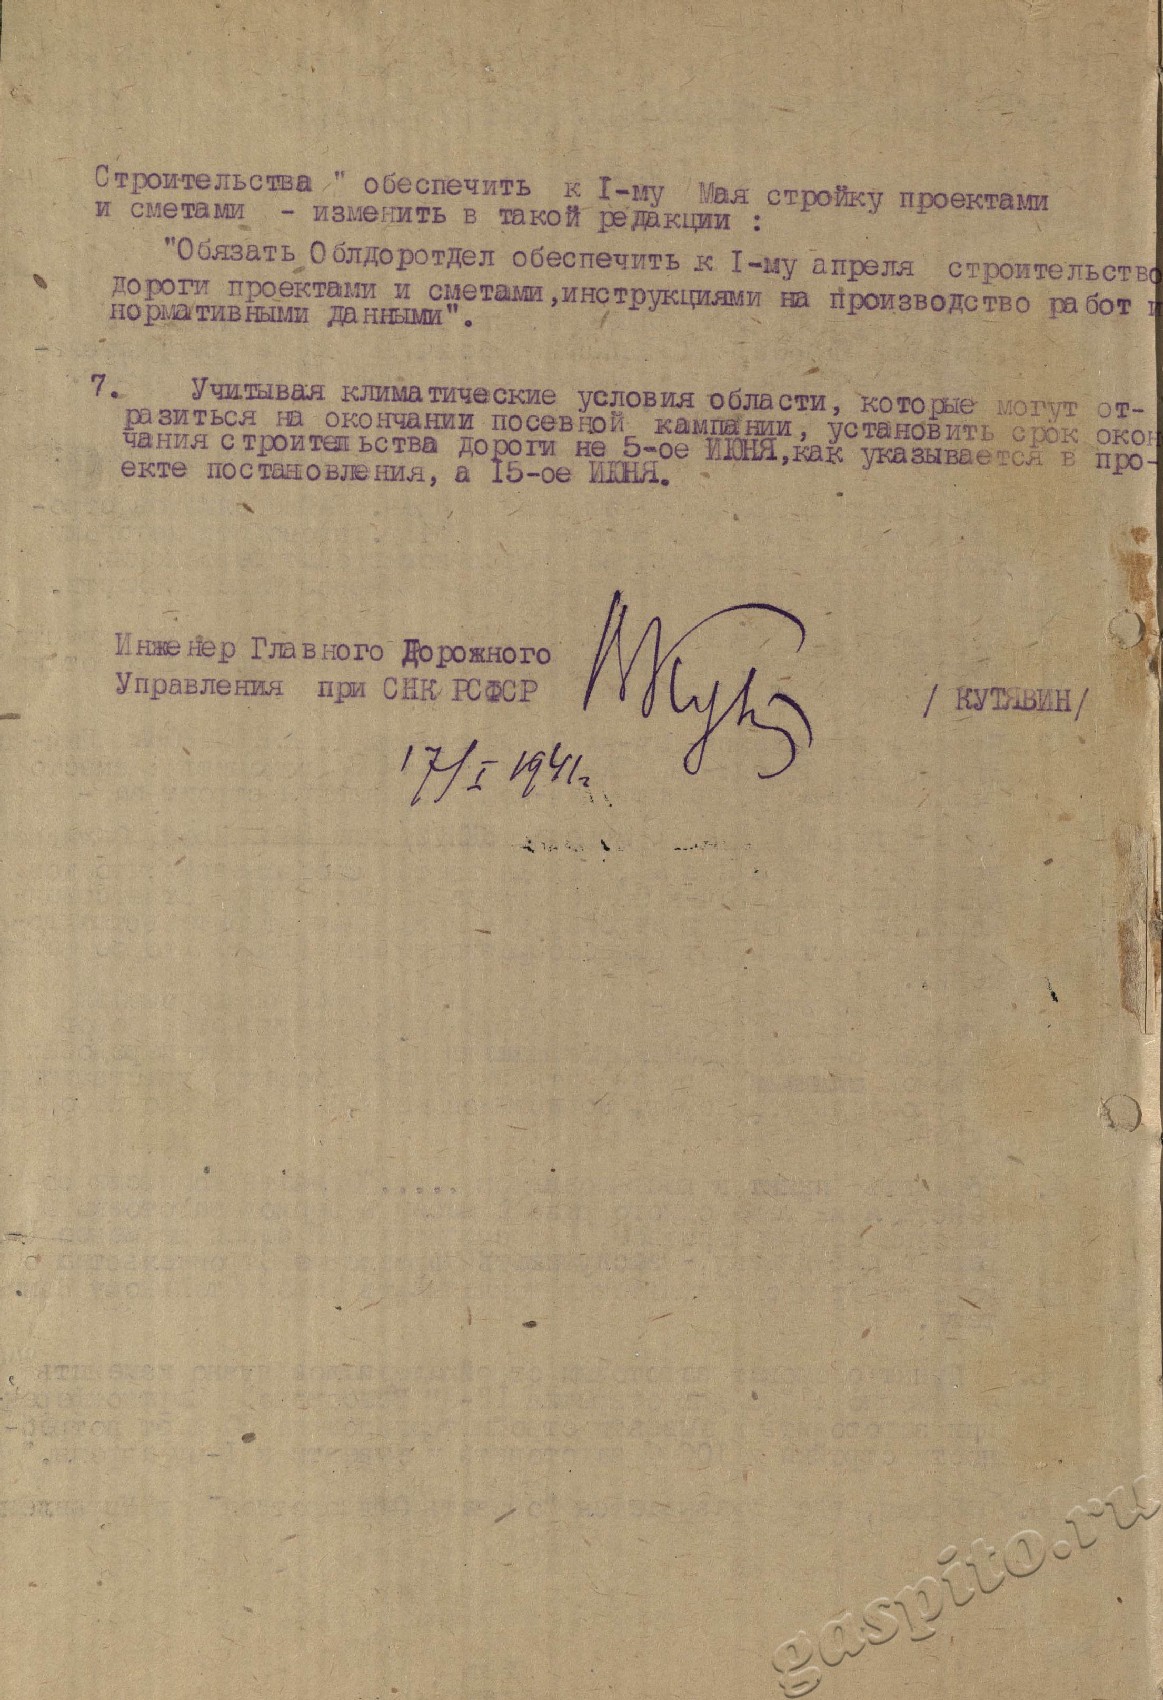 Строительства " обеспечить к I-му Мая стройку проектами
и сметами - изменить в такой редакции :
"Обязать Облдоротдел обеспечить к I-му апреля строительство
дороги проектами и сметами,инструкциями на производство работ и
нормативными данными".
7. Учитывая климатические условия области, которые могут от-
разиться на окончании посевной кампании, установить срок окон
чания строительства дороги не 5-ое ИЮНЯ,как указывается в про-
екте постановления, а 15-ое ИЮНЯ.
Инженер Главного Дорожного
Управления при СНК РСФСР / КУТЯВИН/
17/I 1941г
gaspito.ru